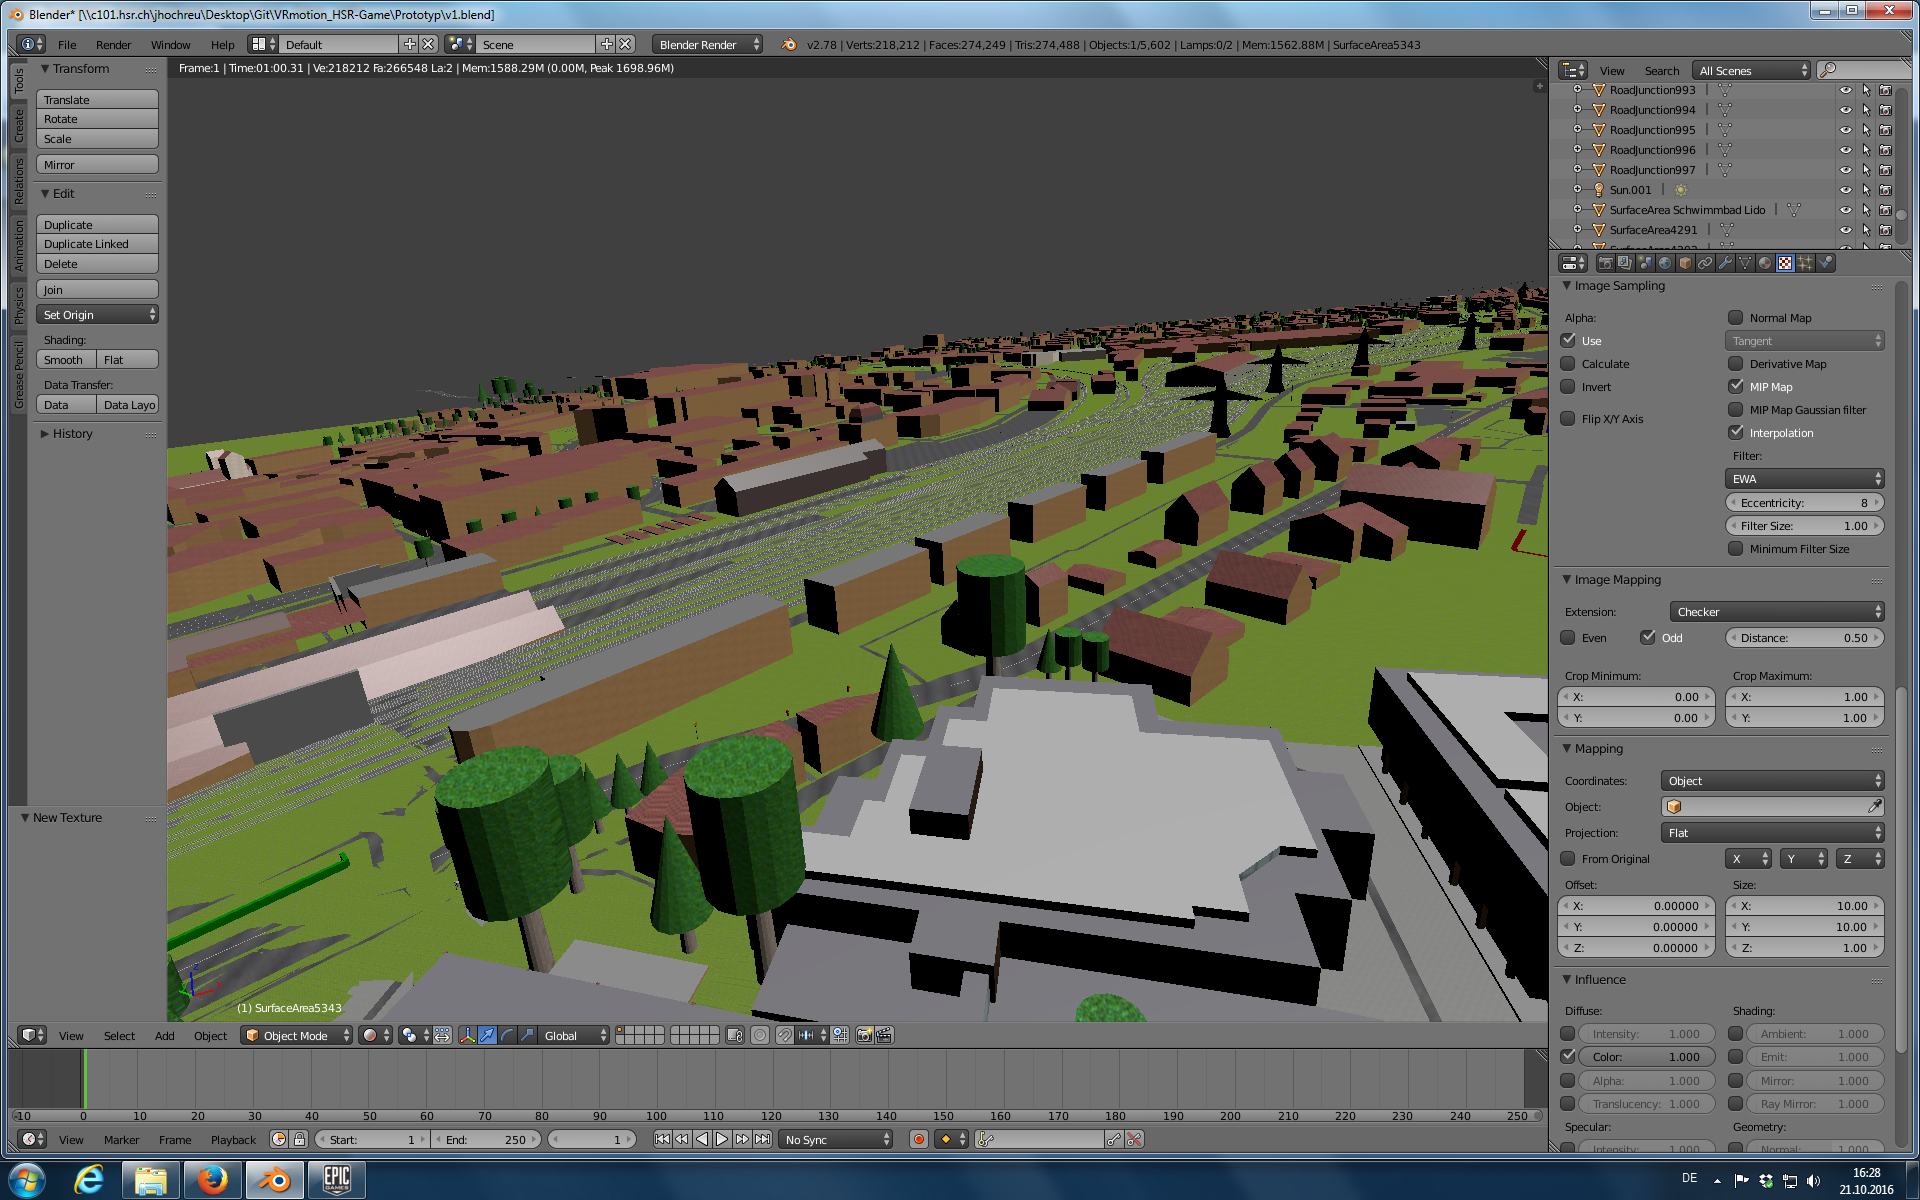 Blender* [\\c101.hsr.ch\jhochreu\Desktop\Git\VRmotion_HSR-Game\Prototyp\v1.blend]
File Render Window Help Default Scene Blender Render v2.78 | Verts:218,212 | Faces:274,249 | Tris:274,488 | Objects:1/5,602 | Lamps:0/2 | Mem:1562.88M | SurfaceArea5343
Frame:1 | Time:01:00.31 | Ve:218212 Fa:266548 La:2 | Mem:1588.29M (0.00M, Peak 1698.96M)
Tools
Create
Relations
Animation
Physics
Grease Pencil
Transform
Translate
Rotate
Scale
Mirror
Edit
Duplicate
Duplicate Linked
Delete
Join
Set Origin
Shading:
Smooth Flat
Data Transfer:
Data Data Layo
History
New Texture
(1) SurfaceArea5343
View Search All Scenes
RoadJunction993
RoadJunction994
RoadJunction995
RoadJunction996
RoadJunction997
Sun.001
SurfaceArea Schwimmbad Lido
SurfaceArea4291
Image Sampling
Alpha: Normal Map
Use Tangent
Calculate Derivative Map
Invert MIP Map
MIP Map Gaussian filter
Flip X/Y Axis
Interpolation
Filter:
EWA
Eccentricity: 8
Filter Size: 1.00
Minimum Filter Size
Image Mapping
Extension: Checker
Even Odd Distance: 0.50
Crop Minimum: Crop Maximum:
X: 0.00 X: 1.00
Y: 0.00 Y: 1.00
Mapping
Coordinates: Object
Object:
Projection: Flat
From Original X Y Z
Offset: Size:
X: 0.00000 X: 10.00
Y: 0.00000 Y: 10.00
Z: 0.00000 Z: 1.00
Influence
Diffuse: Shading:
Intensity: 1.000 Ambient: 1.000
Color: 1.000 Emit: 1.000
Alpha: 1.000 Mirror: 1.000
Translucency: 1.000 Ray Mirror: 1.000
Specular: Geometry:
Intensity: 1.000 Normal: 1.000
View Select Add Object Object Mode Global
-10 0 10 20 30 40 50 60 70 80 90 100 110 120 130 140 150 160 170 180 190 200 210 220 230 240 250
View Marker Frame Playback Start: 1 End: 250 1 No Sync
EPIC GAMES
DE
16:28
21.10.2016